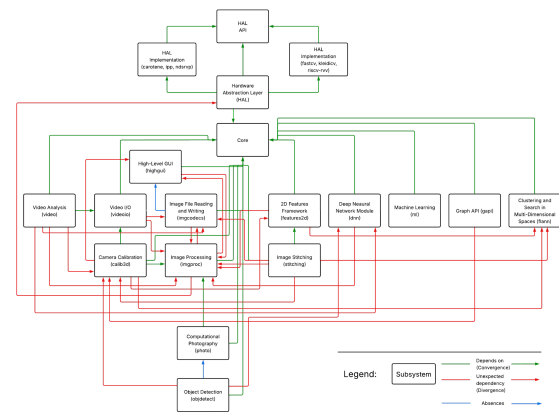 HAL
API
HAL
Implementation
(carotene, ipp, ndsrvp)
HAL
Implementation
(fastcv, kleidicv,
riscv-rvv)
Hardware
Abstraction Layer
(HAL)
Core
High-Level GUI
(highgui)
Video Analysis
(video)
Video I/O
(videoio)
Image File Reading
and Writing
(imgcodecs)
2D Features
Framework
(features2d)
Deep Neural
Network Module
(dnn)
Machine Learning
(ml)
Graph API (gapi)
Clustering and
Search in
Multi-Dimensional
Spaces (flann)
Camera Calibration
(calib3d)
Image Processing
(imgproc)
Image Stitching
(stitching)
Computational
Photography
(photo)
Object Detection
(objdetect)
Legend:
Subsystem
Depends on
(Convergence)
Unexpected
dependency
(Divergence)
Absences